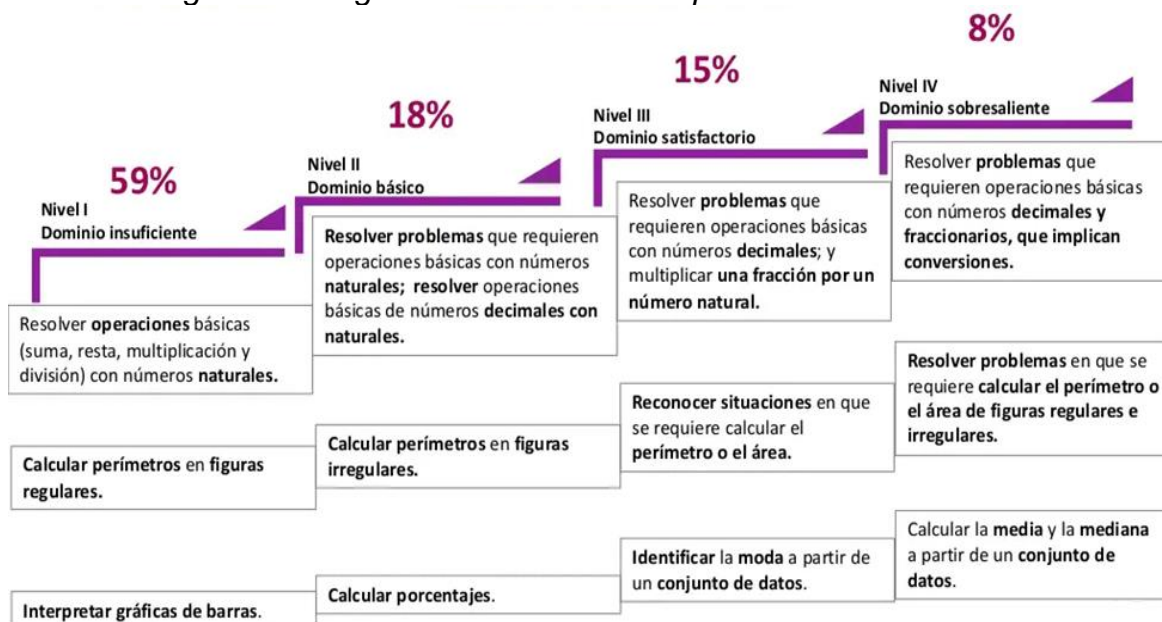 8%
15%
18%
59%
Nivel I
Dominio insuficiente
Nivel II
Dominio básico
Nivel III
Dominio satisfactorio
Nivel IV
Dominio sobresaliente
Resolver operaciones básicas
(suma, resta, multiplicación y
división) con números naturales.
Resolver problemas que requieren
operaciones básicas con números
naturales; resolver operaciones
básicas de números decimales con
naturales.
Resolver problemas que
requieren operaciones básicas
con números decimales; y
multiplicar una fracción por un
número natural.
Resolver problemas que
requieren operaciones básicas
con números decimales y
fraccionarios, que implican
conversiones.
Calcular perímetros en figuras
regulares.
Calcular perímetros en figuras
irregulares.
Reconocer situaciones en que
se requiere calcular el
perímetro o el área.
Resolver problemas en que se
requiere calcular el perímetro o
el área de figuras regulares e
irregulares.
Interpretar gráficas de barras.
Calcular porcentajes.
Identificar la moda a partir de
un conjunto de datos.
Calcular la media y la mediana
a partir de un conjunto de
datos.